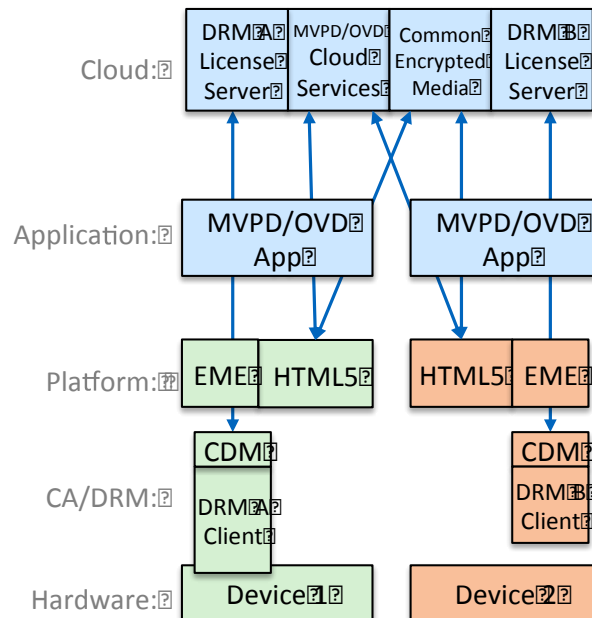 Cloud:
DRM A
License
Server
MVPD/OVD
Cloud
Services
Common
Encrypted
Media
DRM B
License
Server
Application:
MVPD/OVD
App
MVPD/OVD
App
Platform:
EME
HTML5
HTML5
EME
CA/DRM:
CDM
DRM A
Client
CDM
DRM B
Client
Hardware:
Device 1
Device 2